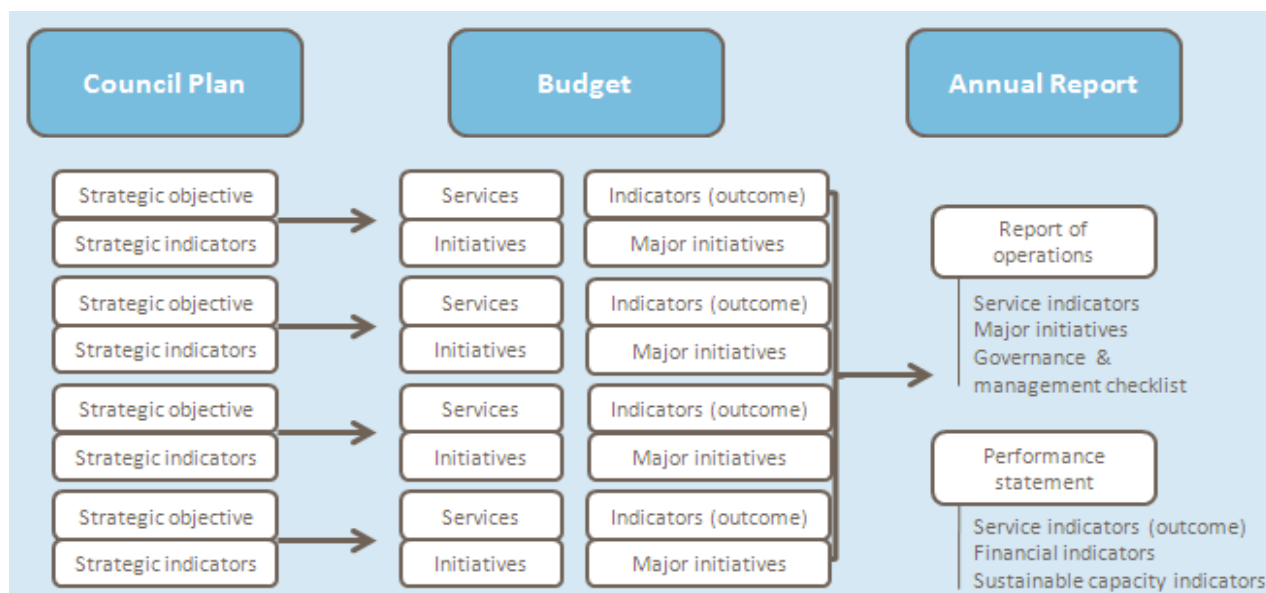 Council Plan
Budget
Annual Report
Strategic objective
Strategic indicators
Strategic objective
Strategic indicators
Strategic objective
Strategic indicators
Strategic objective
Strategic indicators
Services
Indicators (outcome)
Initiatives
Major initiatives
Services
Indicators (outcome)
Initiatives
Major initiatives
Services
Indicators (outcome)
Initiatives
Major initiatives
Services
Indicators (outcome)
Initiatives
Major initiatives
Report of
operations
Service indicators
Major initiatives
Governance &
management checklist
Performance
statement
Service indicators (outcome)
Financial indicators
Sustainable capacity indicators